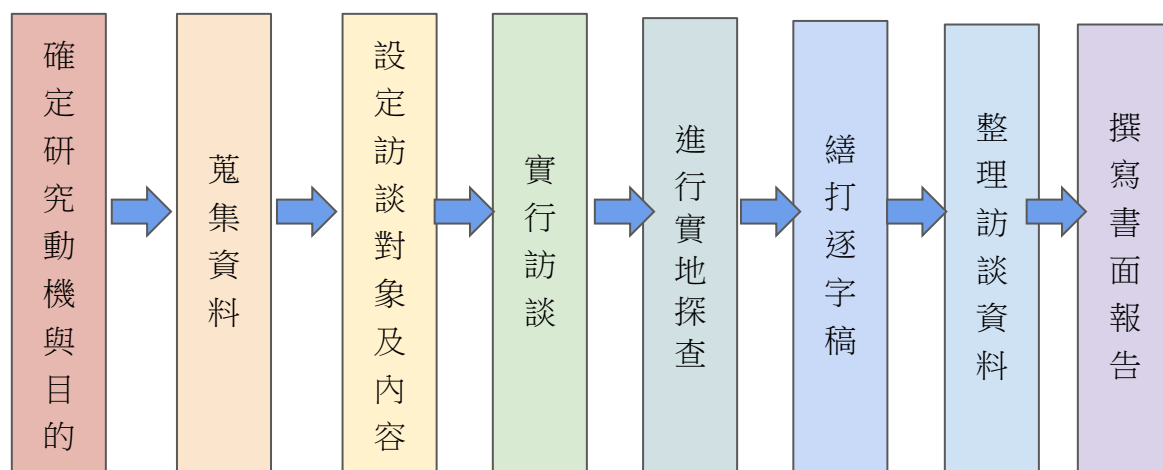 確定研究動機與目的
蒐集資料
設定訪談對象及內容
實行訪談
進行實地探查
繕打逐字稿
整理訪談資料
撰寫書面報告